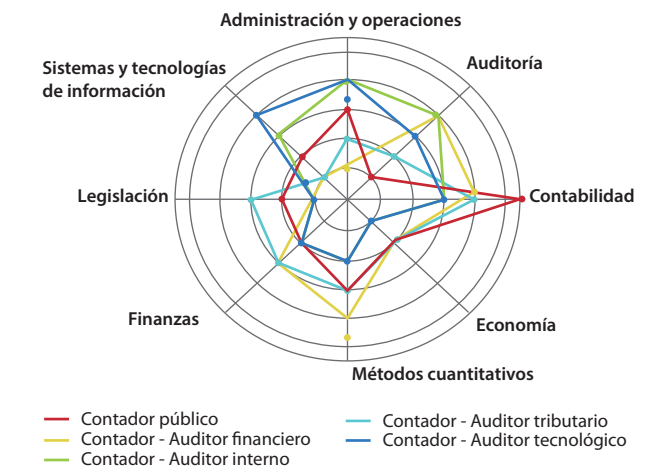 Administración y operaciones
Auditoría
Sistemas y tecnologías
de información
Legislación
Contabilidad
Finanzas
Economía
Métodos cuantitativos
Contador público
Contador - Auditor financiero
Contador - Auditor interno
Contador - Auditor tributario
Contador - Auditor tecnológico